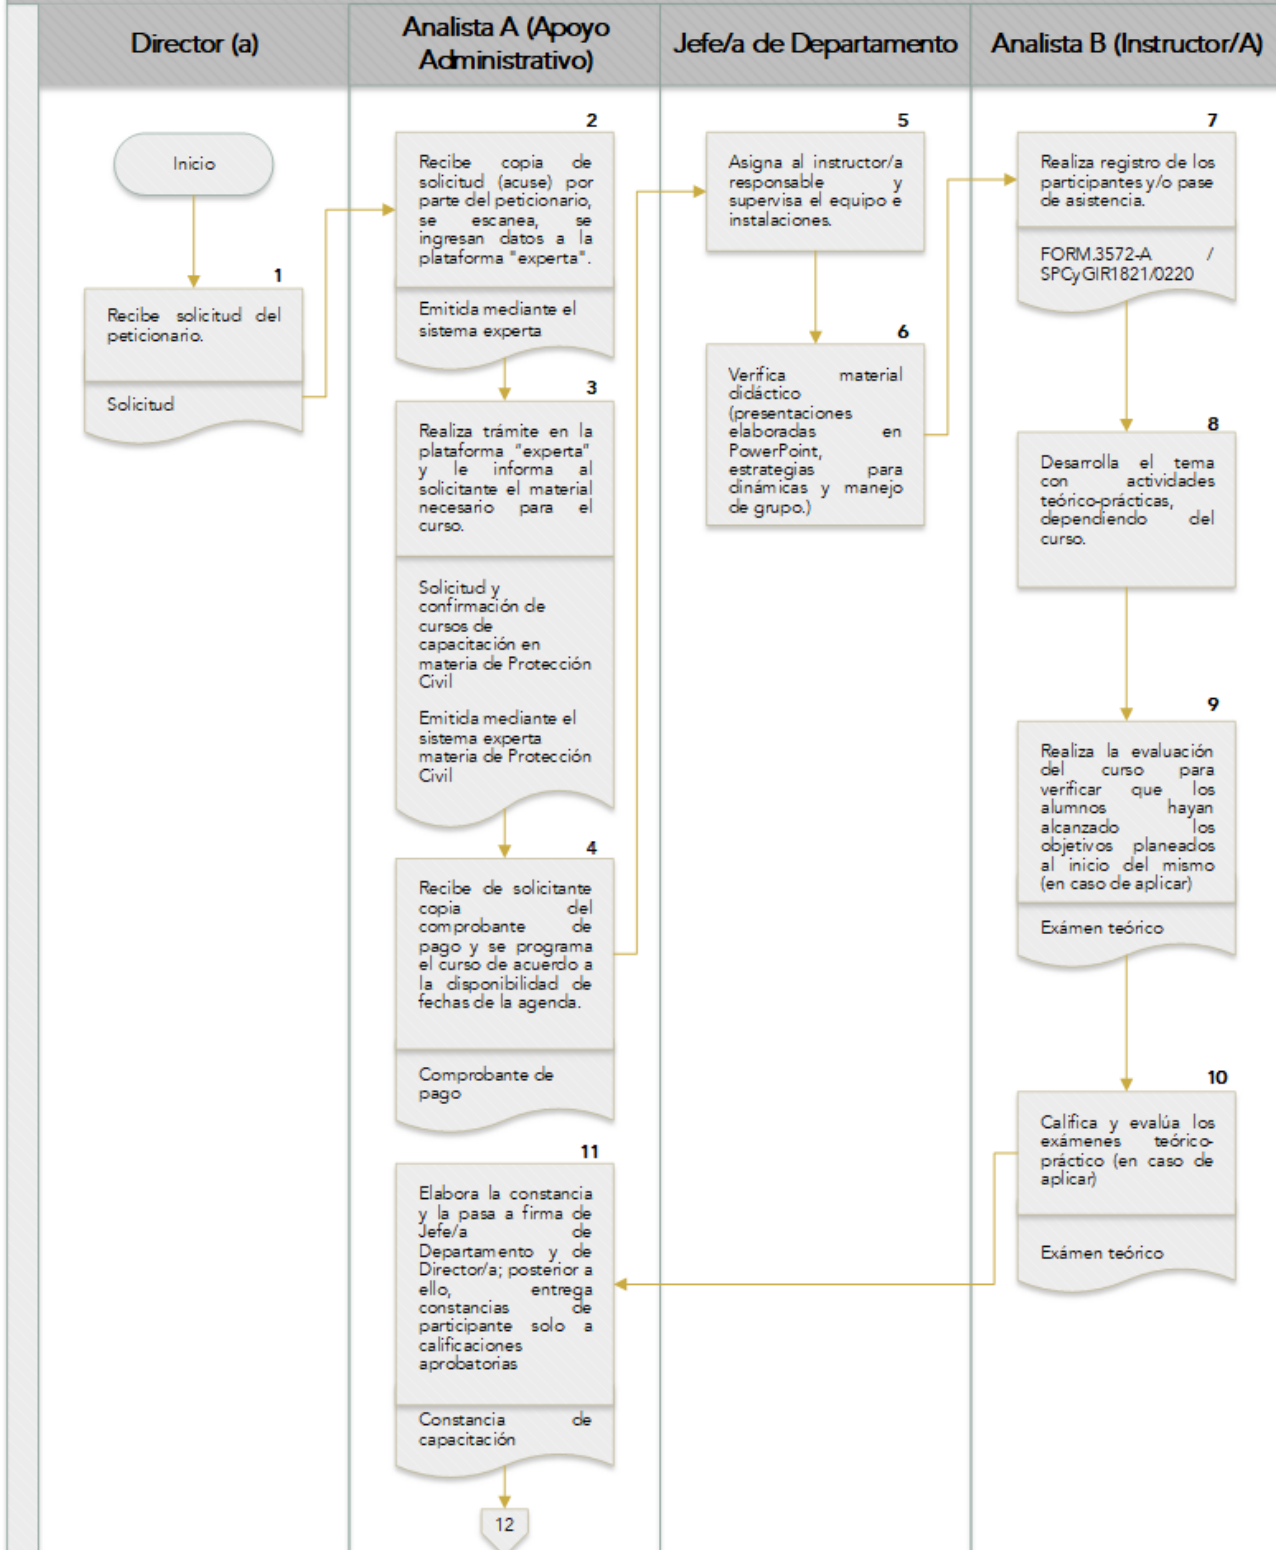 Director (a)
Analista A (Apoyo
Administrativo)
Jefe/a de Departamento
Analista B (Instructor/A)
Inicio
1
Recibe solicitud del
peticionario.
Solicitud
2
Recibe copia de
solicitud (acuse) por
parte del peticionario,
se escanea, se
ingresan datos a la
plataforma "experta".
Emitida mediante el
sistema experta
3
Realiza trámite en la
plataforma “experta”
y le informa al
solicitante el material
necesario para el
curso.
Solicitud y
confirmación de
cursos de
capacitación en
materia de Protección
Civil
Emitida mediante el
sistema experta
materia de Protección
Civil
4
Recibe de solicitante
copia del
comprobante de
pago y se programa
el curso de acuerdo a
la disponibilidad de
fechas de la agenda.
Comprobante de
pago
5
Asigna al instructor/a
responsable y
supervisa el equipo e
instalaciones.
6
Verifica material
didáctico
(presentaciones
elaboradas en
PowerPoint,
estrategias para
dinámicas y manejo
de grupo.)
7
Realiza registro de los
participantes y/o pase
de asistencia.
FORM.3572-A /
SPCyGIR1821/0220
8
Desarrolla el tema
con actividades
teórico-prácticas,
dependiendo del
curso.
9
Realiza la evaluación
del curso para
verificar que los
alumnos hayan
alcanzado los
objetivos planeados
al inicio del mismo
(en caso de aplicar)
Exámen teórico
10
Califica y evalúa los
exámenes teórico-
práctico (en caso de
aplicar)
Exámen teórico
11
Elabora la constancia
y la pasa a firma de
Jefe/a de
Departamento y de
Director/a; posterior a
ello, entrega
constancias de
participante solo a
calificaciones
aprobatorias
Constancia de
capacitación
12